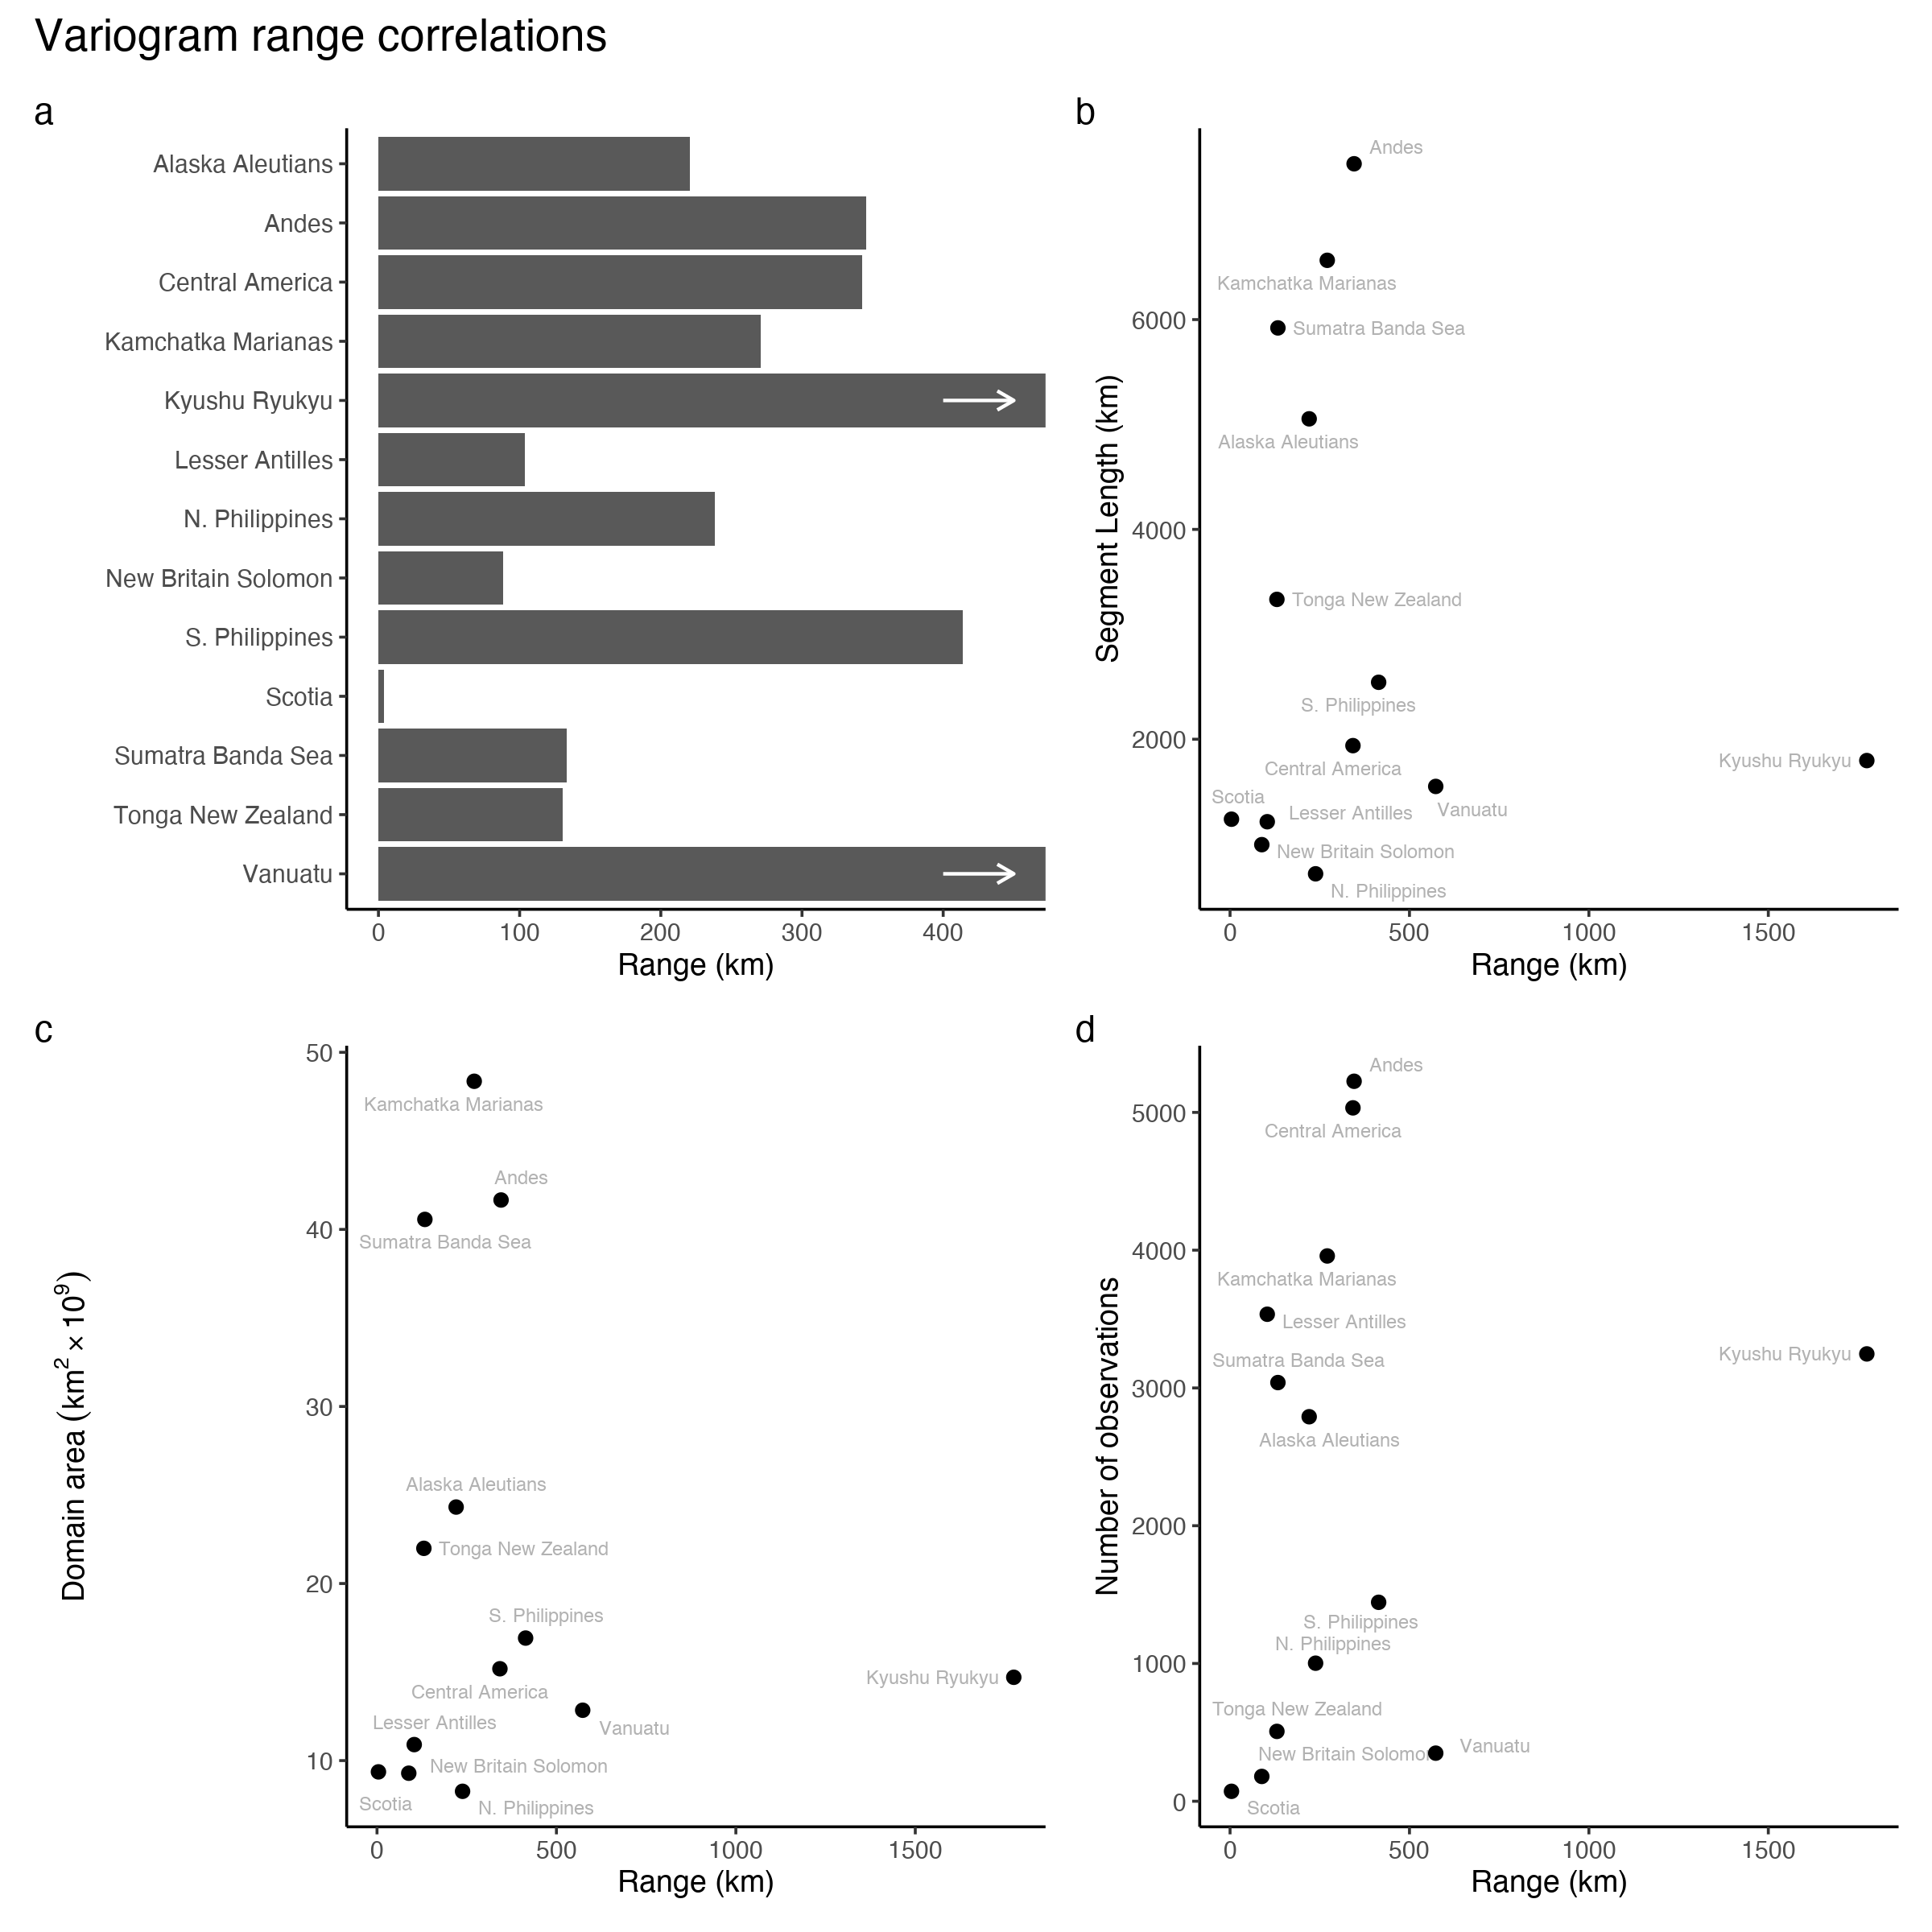 Variogram range correlations
a
Alaska Aleutians
Andes
Central America
Kamchatka Marianas
Kyushu Ryukyu
Lesser Antilles
N. Philippines
New Britain Solomon
S. Philippines
Scotia
Sumatra Banda Sea
Tonga New Zealand
Vanuatu
0 100 200 300 400
Range (km)
b
Segment Length (km)
6000
4000
2000
Andes
Kamchatka Marianas
Sumatra Banda Sea
Alaska Aleutians
Tonga New Zealand
S. Philippines
Central America
Kyushu Ryukyu
Scotia
Lesser Antilles
Vanuatu
New Britain Solomon
N. Philippines
0 500 1000 1500
Range (km)
c
Domain area (km² × 10⁹)
50
40
30
20
10
Kamchatka Marianas
Andes
Sumatra Banda Sea
Alaska Aleutians
Tonga New Zealand
S. Philippines
Kyushu Ryukyu
Central America
Lesser Antilles
Vanuatu
New Britain Solomon
Scotia
N. Philippines
0 500 1000 1500
Range (km)
d
Number of observations
5000
4000
3000
2000
1000
0
Andes
Central America
Kamchatka Marianas
Lesser Antilles
Kyushu Ryukyu
Sumatra Banda Sea
Alaska Aleutians
S. Philippines
N. Philippines
Tonga New Zealand
Vanuatu
New Britain Solomon
Scotia
0 500 1000 1500
Range (km)